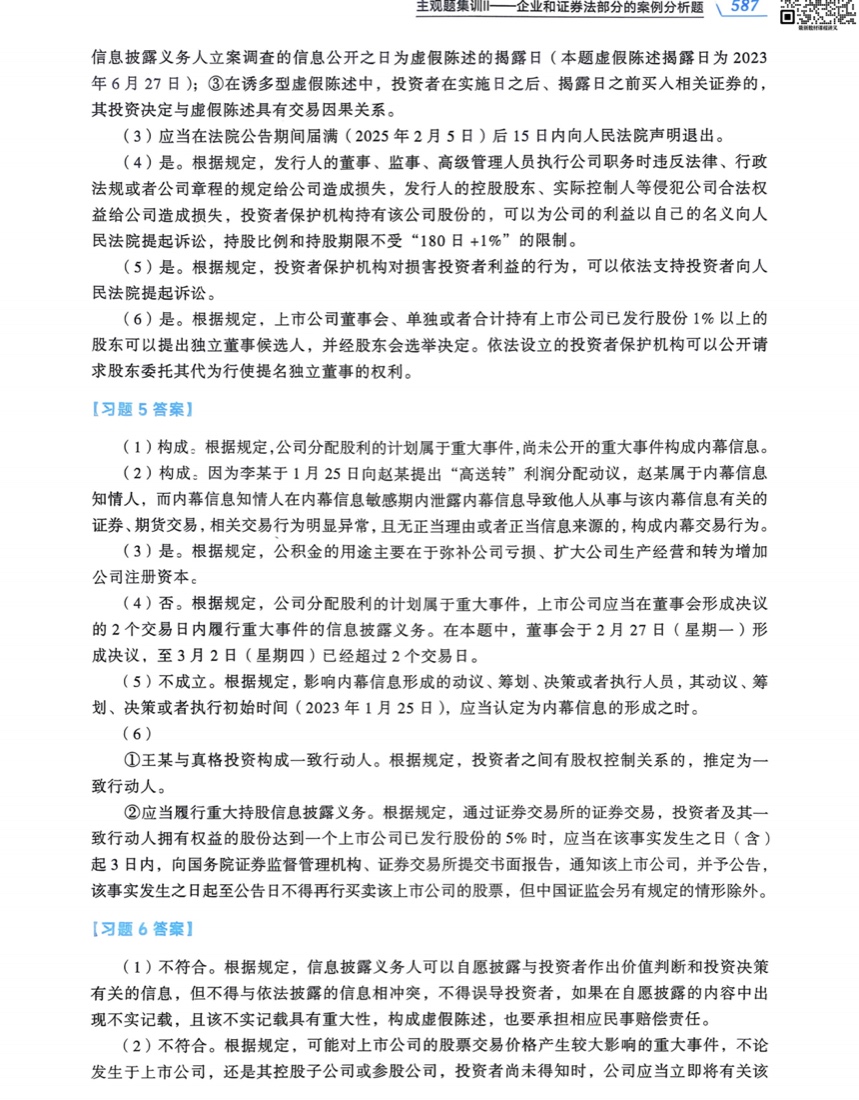 主观题集训II——企业和证券法部分的案例分析题 587
信息披露义务人立案调查的信息公开之日为虚假陈述的揭露日（本题虚假陈述揭露日为 2023
年 6 月 27 日）；③在诱多型虚假陈述中，投资者在实施日之后、揭露日之前买入相关证券的，
其投资决定与虚假陈述具有交易因果关系。
（3）应当在法院公告期间届满（2025 年 2 月 5 日）后 15 日内向人民法院声明退出。
（4）是。根据规定，发行人的董事、监事、高级管理人员执行公司职务时违反法律、行政
法规或者公司章程的规定给公司造成损失，发行人的控股股东、实际控制人等侵犯公司合法权
益给公司造成损失，投资者保护机构持有该公司股份的，可以为公司的利益以自己的名义向人
民法院提起诉讼，持股比例和持股期限不受“180 日 +1%”的限制。
（5）是。根据规定，投资者保护机构对损害投资者利益的行为，可以依法支持投资者向人
民法院提起诉讼。
（6）是。根据规定，上市公司董事会、单独或者合计持有上市公司已发行股份 1% 以上的
股东可以提出独立董事候选人，并经股东会选举决定。依法设立的投资者保护机构可以公开请
求股东委托其代为行使提名独立董事的权利。
【习题 5 答案】
（1）构成。根据规定，公司分配股利的计划属于重大事件，尚未公开的重大事件构成内幕信息。
（2）构成。因为李某于 1 月 25 日向赵某提出“高送转”利润分配动议，赵某属于内幕信息
知情人，而内幕信息知情人在内幕信息敏感期内泄露内幕信息导致他人从事与该内幕信息有关的
证券、期货交易，相关交易行为明显异常，且无正当理由或者正当信息来源的，构成内幕交易行为。
（3）是。根据规定，公积金的用途主要在于弥补公司亏损、扩大公司生产经营和转为增加
公司注册资本。
（4）否。根据规定，公司分配股利的计划属于重大事件，上市公司应当在董事会形成决议
的 2 个交易日内履行重大事件的信息披露义务。在本题中，董事会于 2 月 27 日（星期一）形
成决议，至 3 月 2 日（星期四）已经超过 2 个交易日。
（5）不成立。根据规定，影响内幕信息形成的动议、筹划、决策或者执行人员，其动议、筹
划、决策或者执行初始时间（2023 年 1 月 25 日），应当认定为内幕信息的形成之时。
（6）
①王某与真格投资构成一致行动人。根据规定，投资者之间有股权控制关系的，推定为一
致行动人。
②应当履行重大持股信息披露义务。根据规定，通过证券交易所的证券交易，投资者及其一
致行动人拥有权益的股份达到一个上市公司已发行股份的 5% 时，应当在该事实发生之日（含）
起 3 日内，向国务院证券监督管理机构、证券交易所提交书面报告，通知该上市公司，并予公告，
该事实发生之日起至公告日不得再行买卖该上市公司的股票，但中国证监会另有规定的情形除外。
【习题 6 答案】
（1）不符合。根据规定，信息披露义务人可以自愿披露与投资者作出价值判断和投资决策
有关的信息，但不得与依法披露的信息相冲突，不得误导投资者，如果在自愿披露的内容中出
现不实记载，且该不实记载具有重大性，构成虚假陈述，也要承担相应民事赔偿责任。
（2）不符合。根据规定，可能对上市公司的股票交易价格产生较大影响的重大事件，不论
发生于上市公司，还是其控股子公司或参股公司，投资者尚未得知时，公司应当立即将有关该